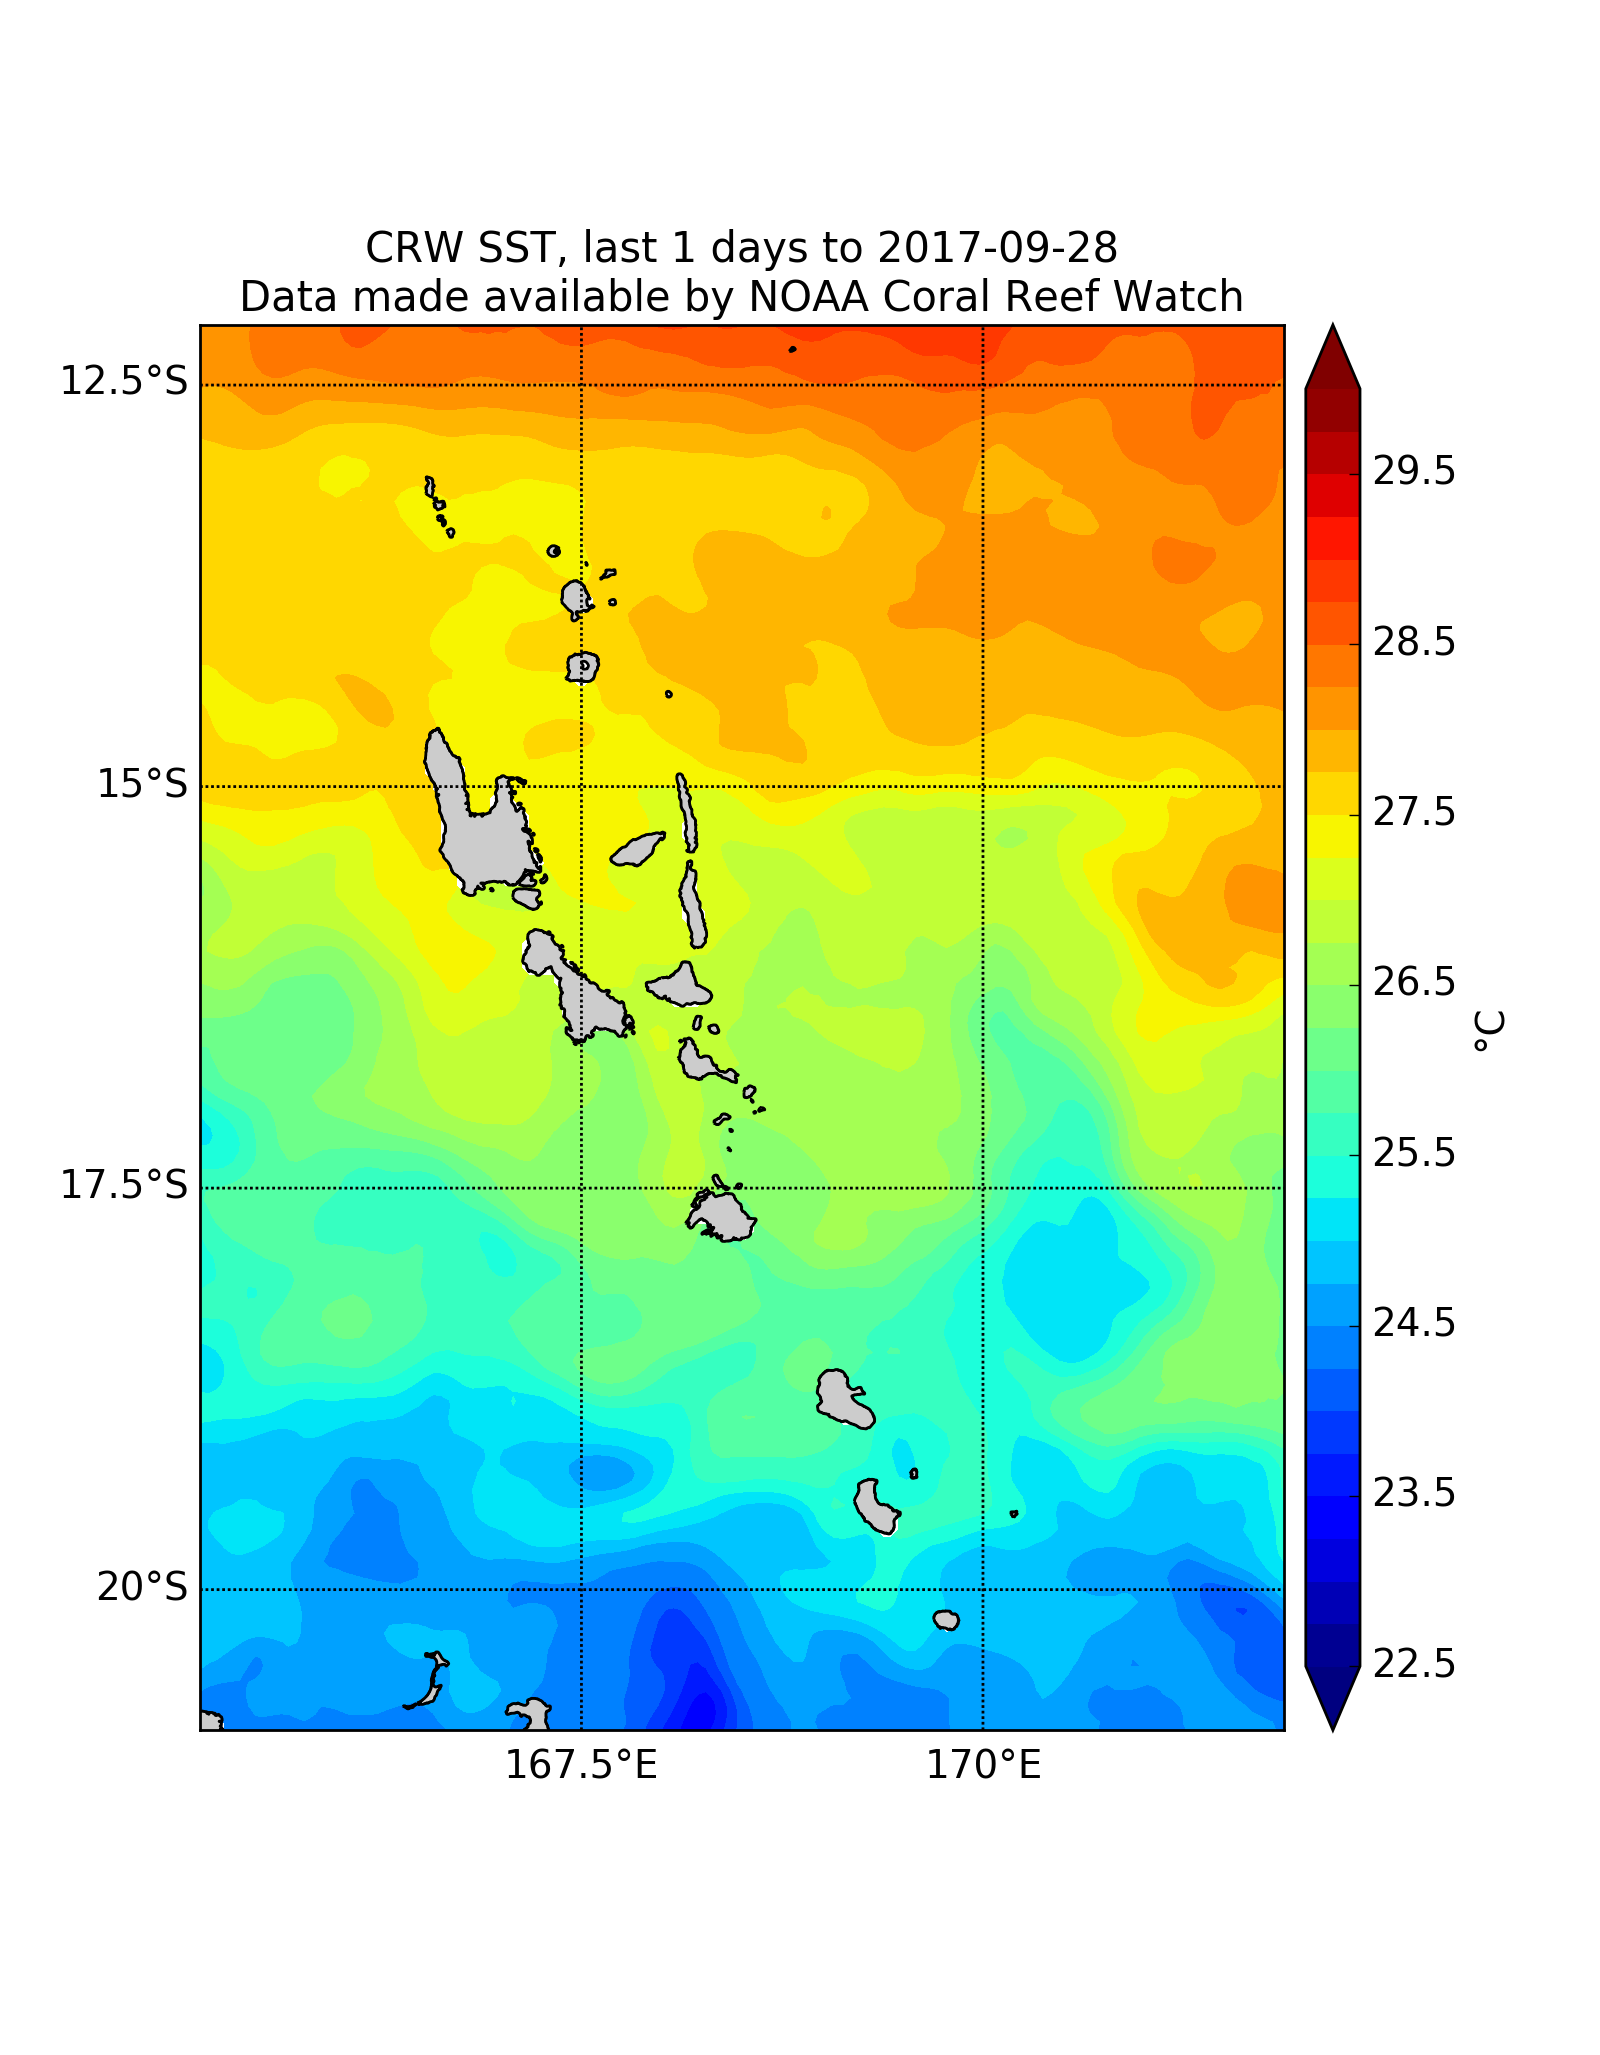 CRW SST, last 1 days to 2017-09-28
Data made available by NOAA Coral Reef Watch
12.5°S
15°S
17.5°S
20°S
167.5°E
170°E
29.5
28.5
27.5
26.5
25.5
24.5
23.5
22.5
°C